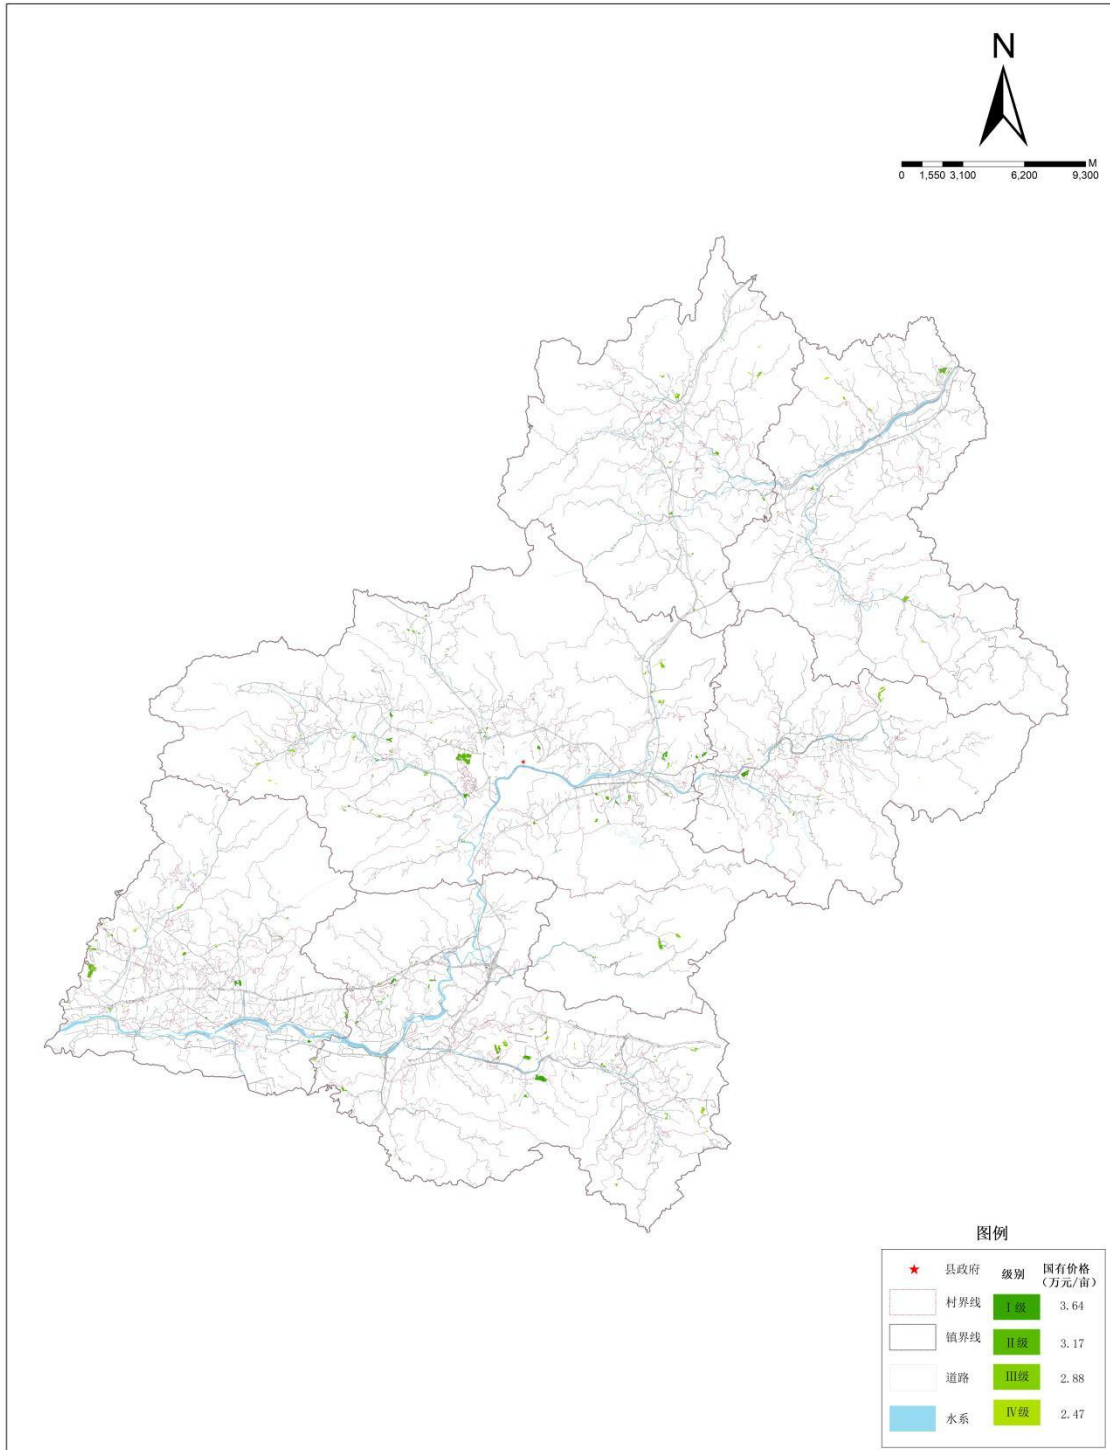 N
M
0 1,550 3,100 6,200 9,300
图例
县政府 级别 国有价格
(万元/亩)
村界线 Ⅰ级 3.64
镇界线 Ⅱ级 3.17
道路 Ⅲ级 2.88
水系 Ⅳ级 2.47